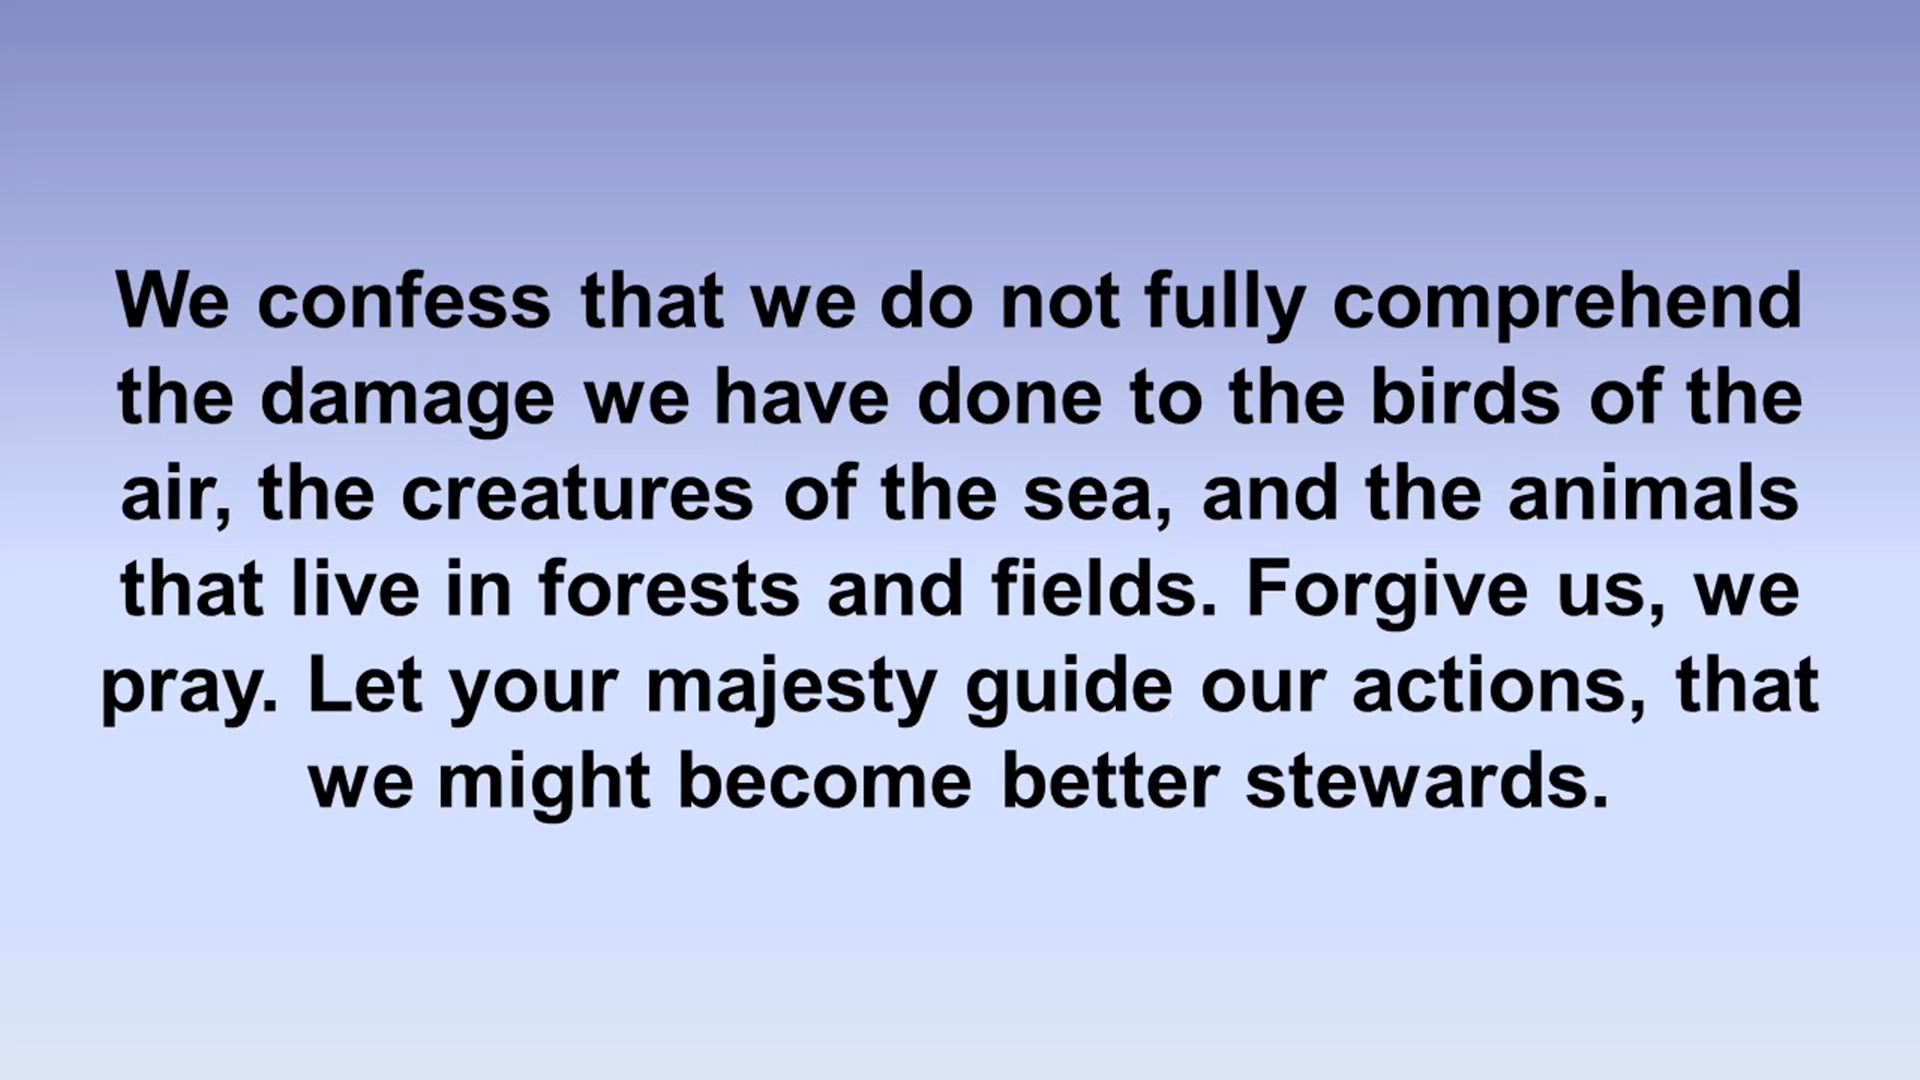 We confess that we do not fully comprehend
the damage we have done to the birds of the
air, the creatures of the sea, and the animals
that live in forests and fields. Forgive us, we
pray. Let your majesty guide our actions, that
we might become better stewards.